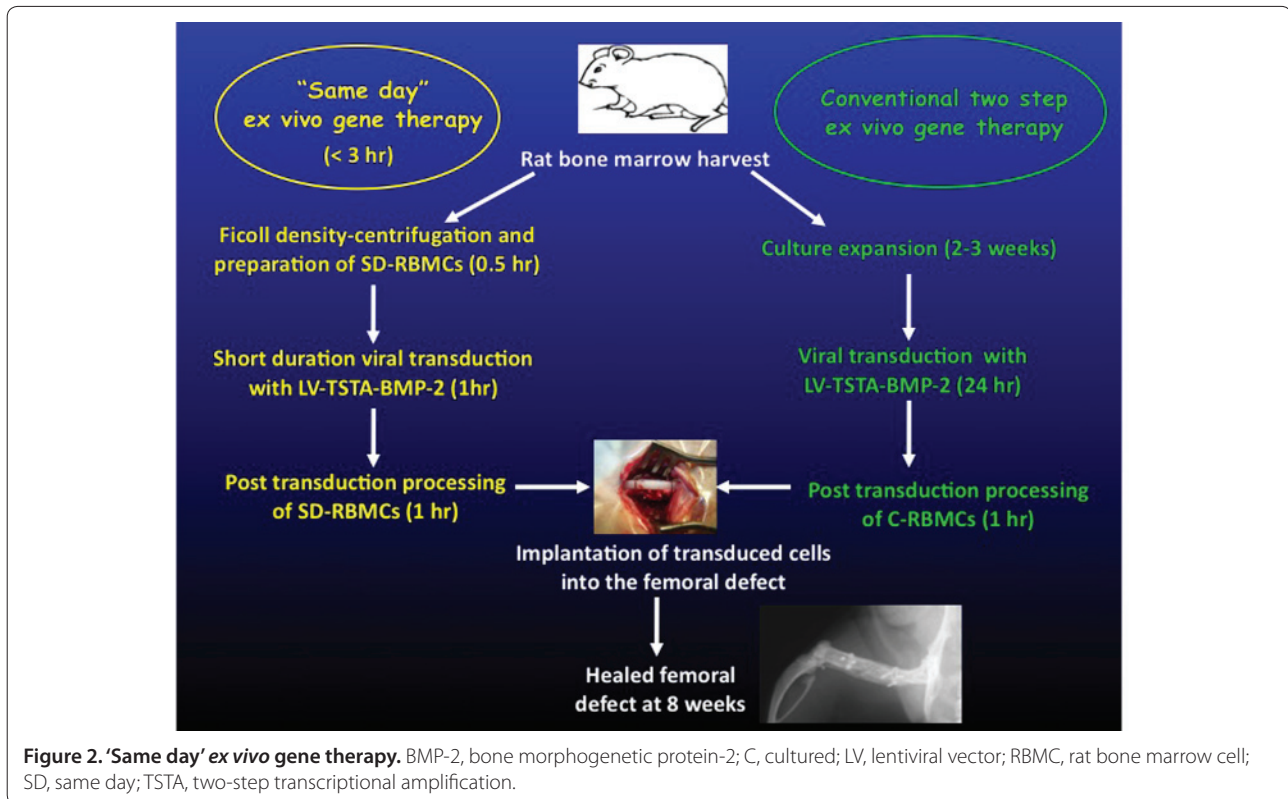 "Same day"
ex vivo gene therapy
(< 3 hr)
Conventional two step
ex vivo gene therapy
Rat bone marrow harvest
Ficoll density-centrifugation and
preparation of SD-RBMCs (0.5 hr)
Culture expansion (2-3 weeks)
Short duration viral transduction
with LV-TSTA-BMP-2 (1hr)
Viral transduction with
LV-TSTA-BMP-2 (24 hr)
Post transduction processing
of SD-RBMCs (1 hr)
Post transduction processing
of C-RBMCs (1 hr)
Implantation of transduced cells
into the femoral defect
Healed femoral
defect at 8 weeks
Figure 2. 'Same day' ex vivo gene therapy. BMP-2, bone morphogenetic protein-2; C, cultured; LV, lentiviral vector; RBMC, rat bone marrow cell;
SD, same day; TSTA, two-step transcriptional amplification.